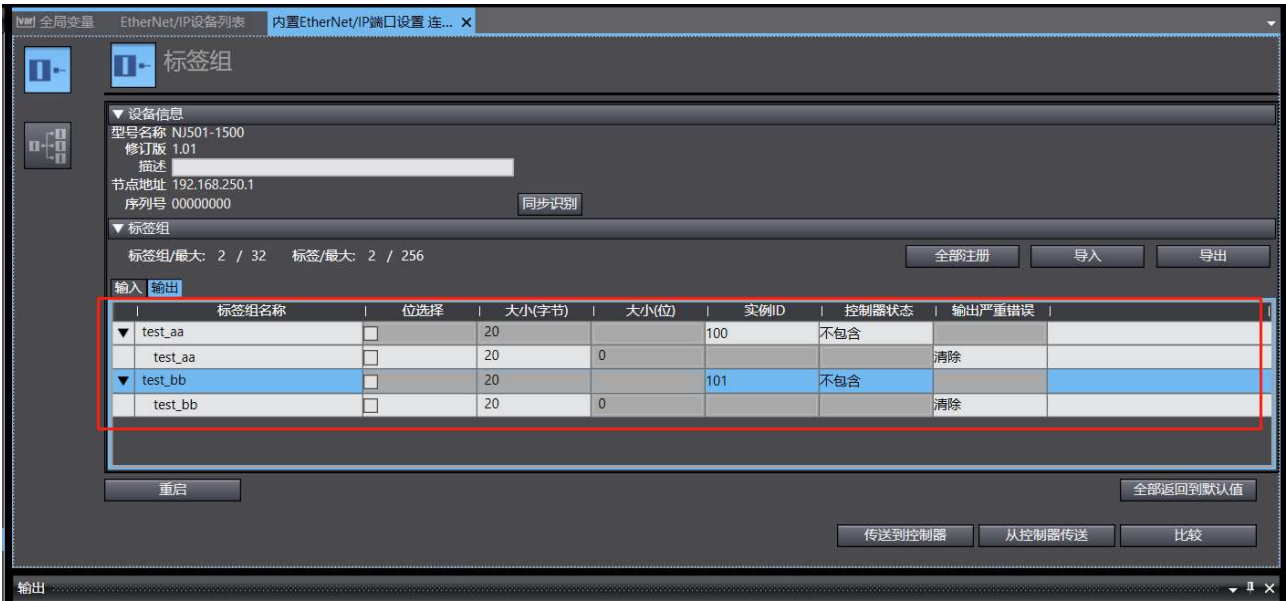 全局变量 EtherNet/IP设备列表 内置EtherNet/IP端口设置 连... ×
标签组
▼ 设备信息
型号名称 NJ501-1500
修订版 1.01
描述
节点地址 192.168.250.1
序列号 00000000 同步识别
▼ 标签组
标签组/最大: 2 / 32 标签/最大: 2 / 256 全部注册 导入 导出
输入 输出
标签组名称 | 位选择 | 大小(字节) | 大小(位) | 实例ID | 控制器状态 | 输出严重错误 |
▼ test_aa 20 100 不包含
test_aa 20 0 清除
▼ test_bb 20 101 不包含
test_bb 20 0 清除
重启 全部返回到默认值
传送到控制器 从控制器传送 比较
输出